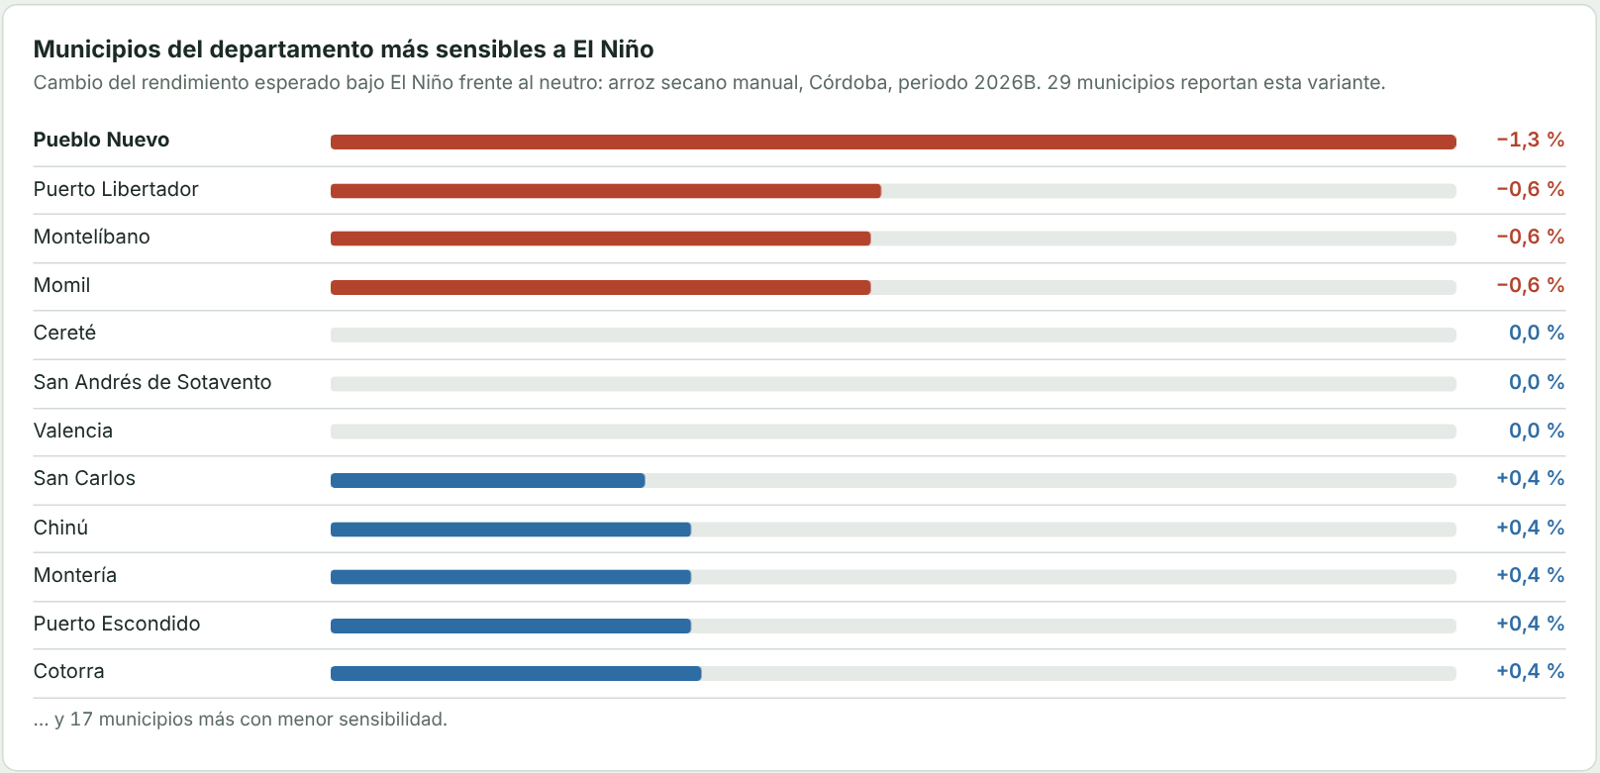 Municipios del departamento más sensibles a El Niño
Cambio del rendimiento esperado bajo El Niño frente al neutro: arroz secano manual, Córdoba, periodo 2026B. 29 municipios reportan esta variante.
Pueblo Nuevo −1,3 %
Puerto Libertador −0,6 %
Montelíbano −0,6 %
Momil −0,6 %
Cereté 0,0 %
San Andrés de Sotavento 0,0 %
Valencia 0,0 %
San Carlos +0,4 %
Chinú +0,4 %
Montería +0,4 %
Puerto Escondido +0,4 %
Cotorra +0,4 %
... y 17 municipios más con menor sensibilidad.